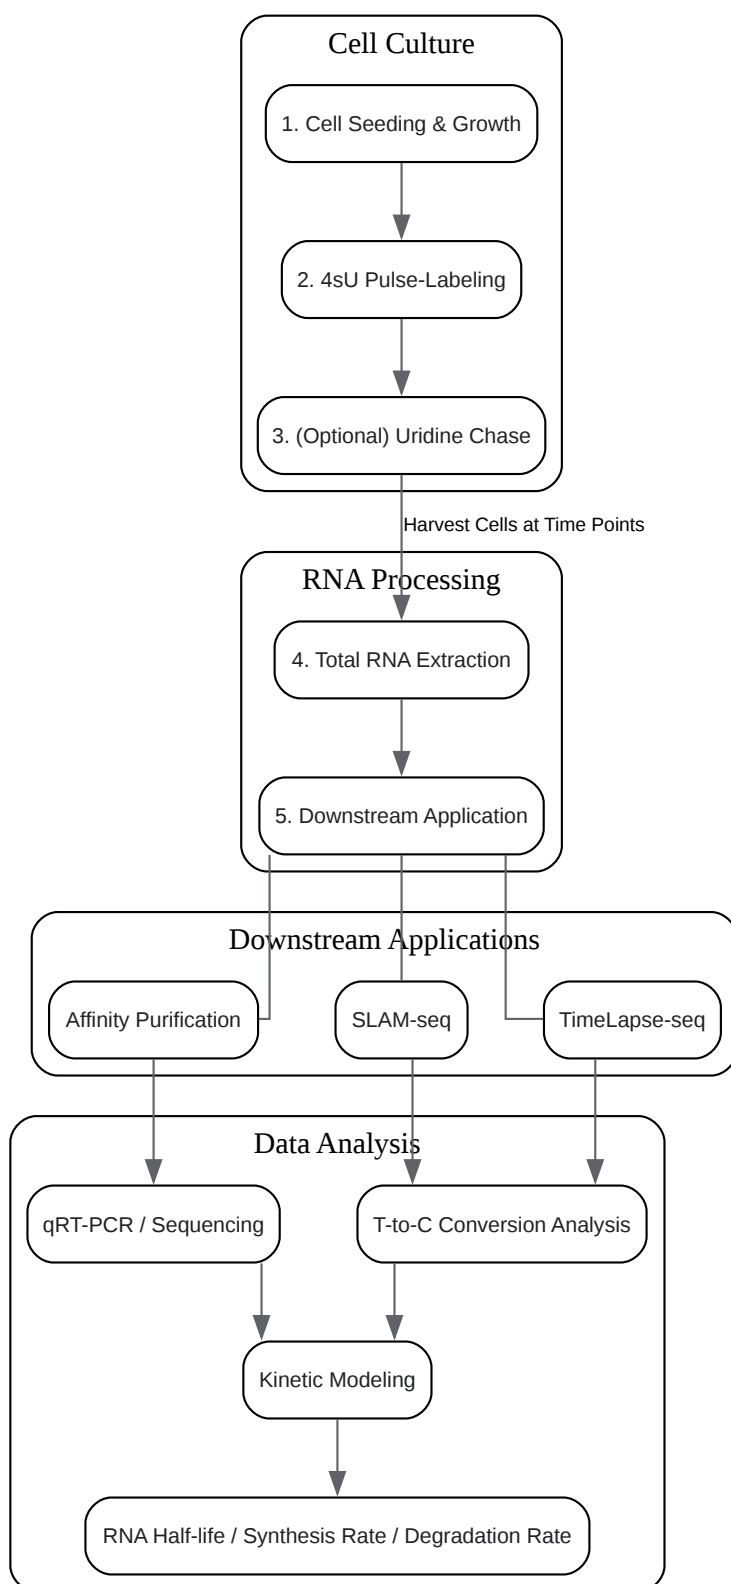 Cell Culture
1. Cell Seeding & Growth
2. 4sU Pulse-Labeling
3. (Optional) Uridine Chase
Harvest Cells at Time Points
RNA Processing
4. Total RNA Extraction
5. Downstream Application
Downstream Applications
Affinity Purification
SLAM-seq
TimeLapse-seq
Data Analysis
qRT-PCR / Sequencing
T-to-C Conversion Analysis
Kinetic Modeling
RNA Half-life / Synthesis Rate / Degradation Rate